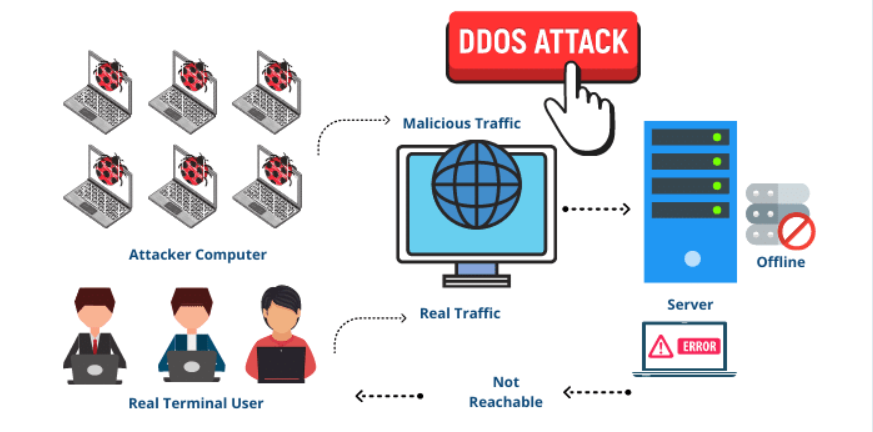 DDOS ATTACK
Malicious Traffic
Attacker Computer
Offline
Server
Real Traffic
ERROR
Not
Reachable
Real Terminal User